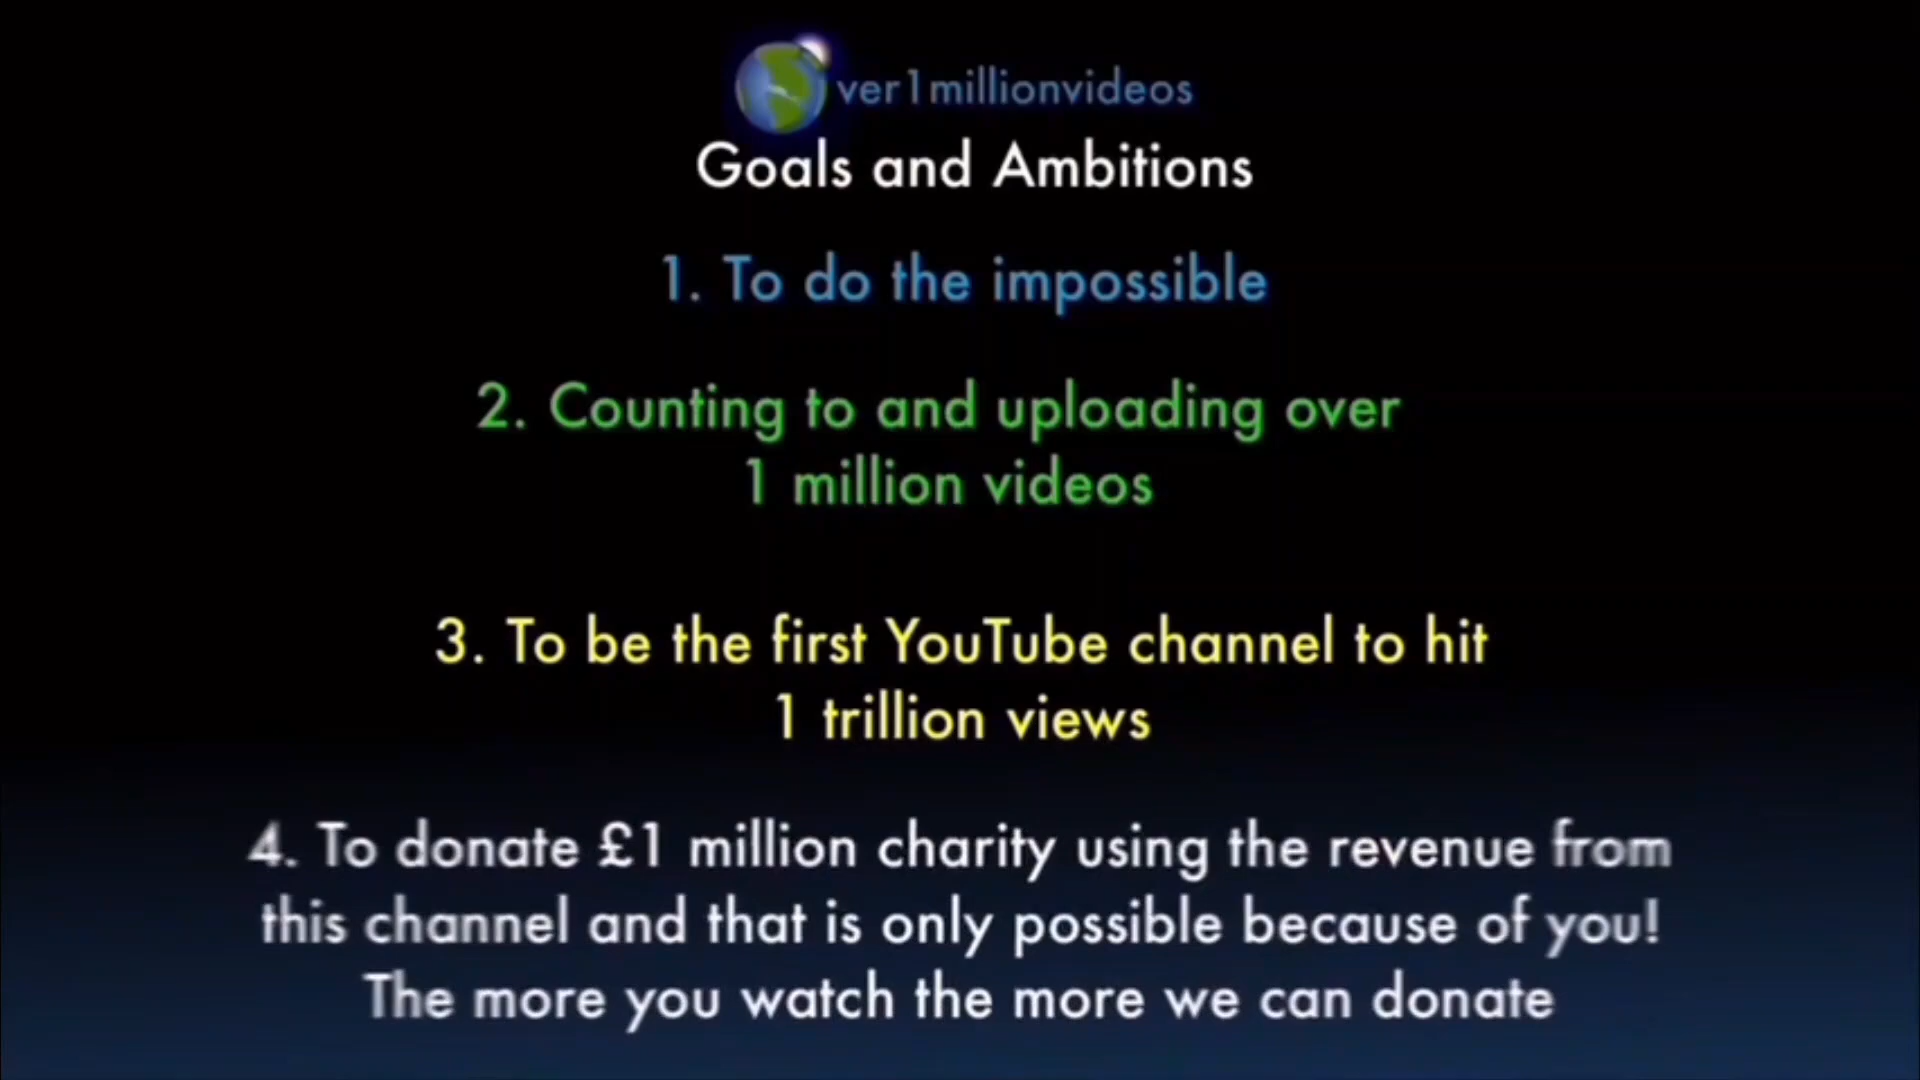 ver1millionvideos
Goals and Ambitions
1. To do the impossible
2. Counting to and uploading over
1 million videos
3. To be the first YouTube channel to hit
1 trillion views
4. To donate £1 million charity using the revenue from
this channel and that is only possible because of you!
The more you watch the more we can donate